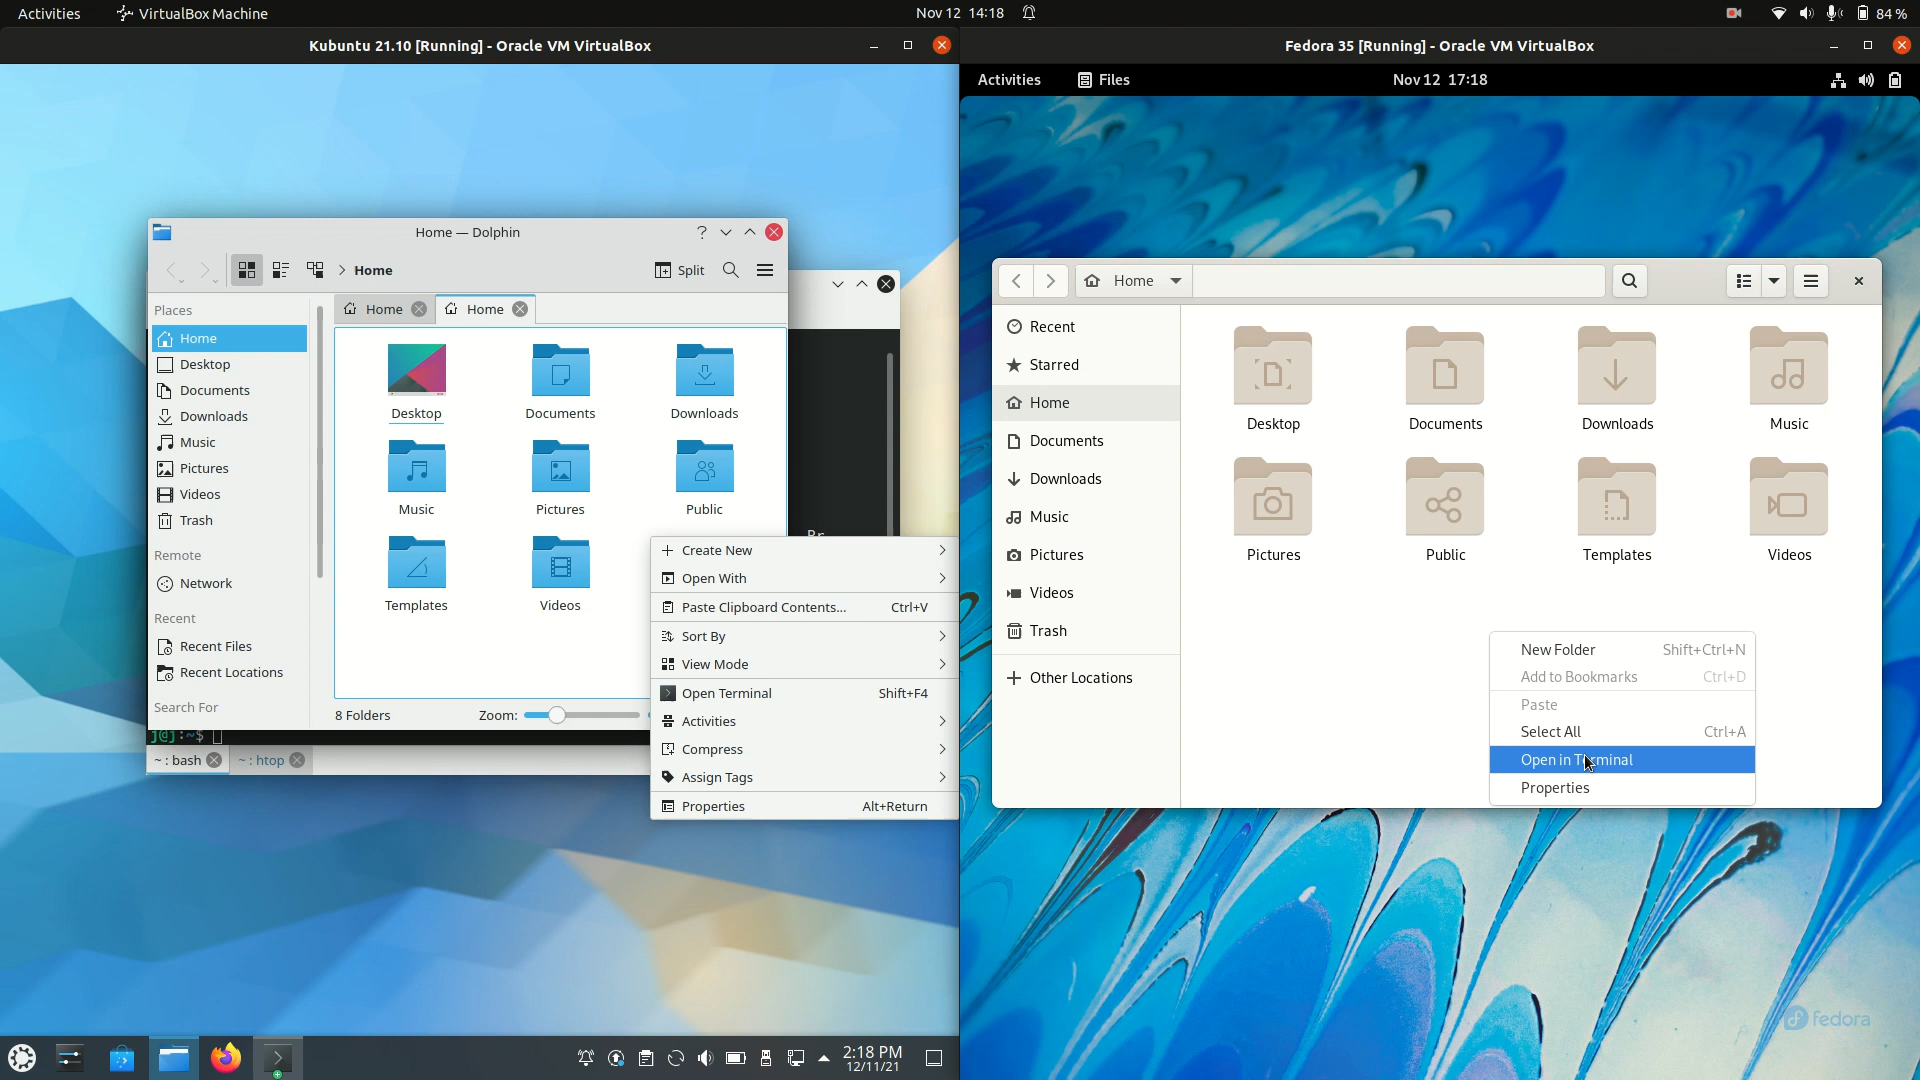 Activities
VirtualBox Machine
Nov 12 14:18
84 %
Kubuntu 21.10 [Running] - Oracle VM VirtualBox
Home — Dolphin
?
Home
Split
Places
Home
Desktop
Documents
Downloads
Music
Pictures
Videos
Trash
Remote
Network
Recent
Recent Files
Recent Locations
Search For
Home
Home
Desktop
Documents
Downloads
Music
Pictures
Public
Templates
Videos
8 Folders
Zoom:
Br
Create New
Open With
Paste Clipboard Contents... Ctrl+V
Sort By
View Mode
Open Terminal Shift+F4
Activities
Compress
Assign Tags
Properties Alt+Return
j@j:~$
~ : bash
~ : htop
2:18 PM
12/11/21
Fedora 35 [Running] - Oracle VM VirtualBox
Activities
Files
Nov 12 17:18
Home
Recent
Starred
Home
Documents
Downloads
Music
Pictures
Videos
Trash
Other Locations
Desktop
Documents
Downloads
Music
Pictures
Public
Templates
Videos
New Folder Shift+Ctrl+N
Add to Bookmarks Ctrl+D
Paste
Select All Ctrl+A
Open in Terminal
Properties
fedora